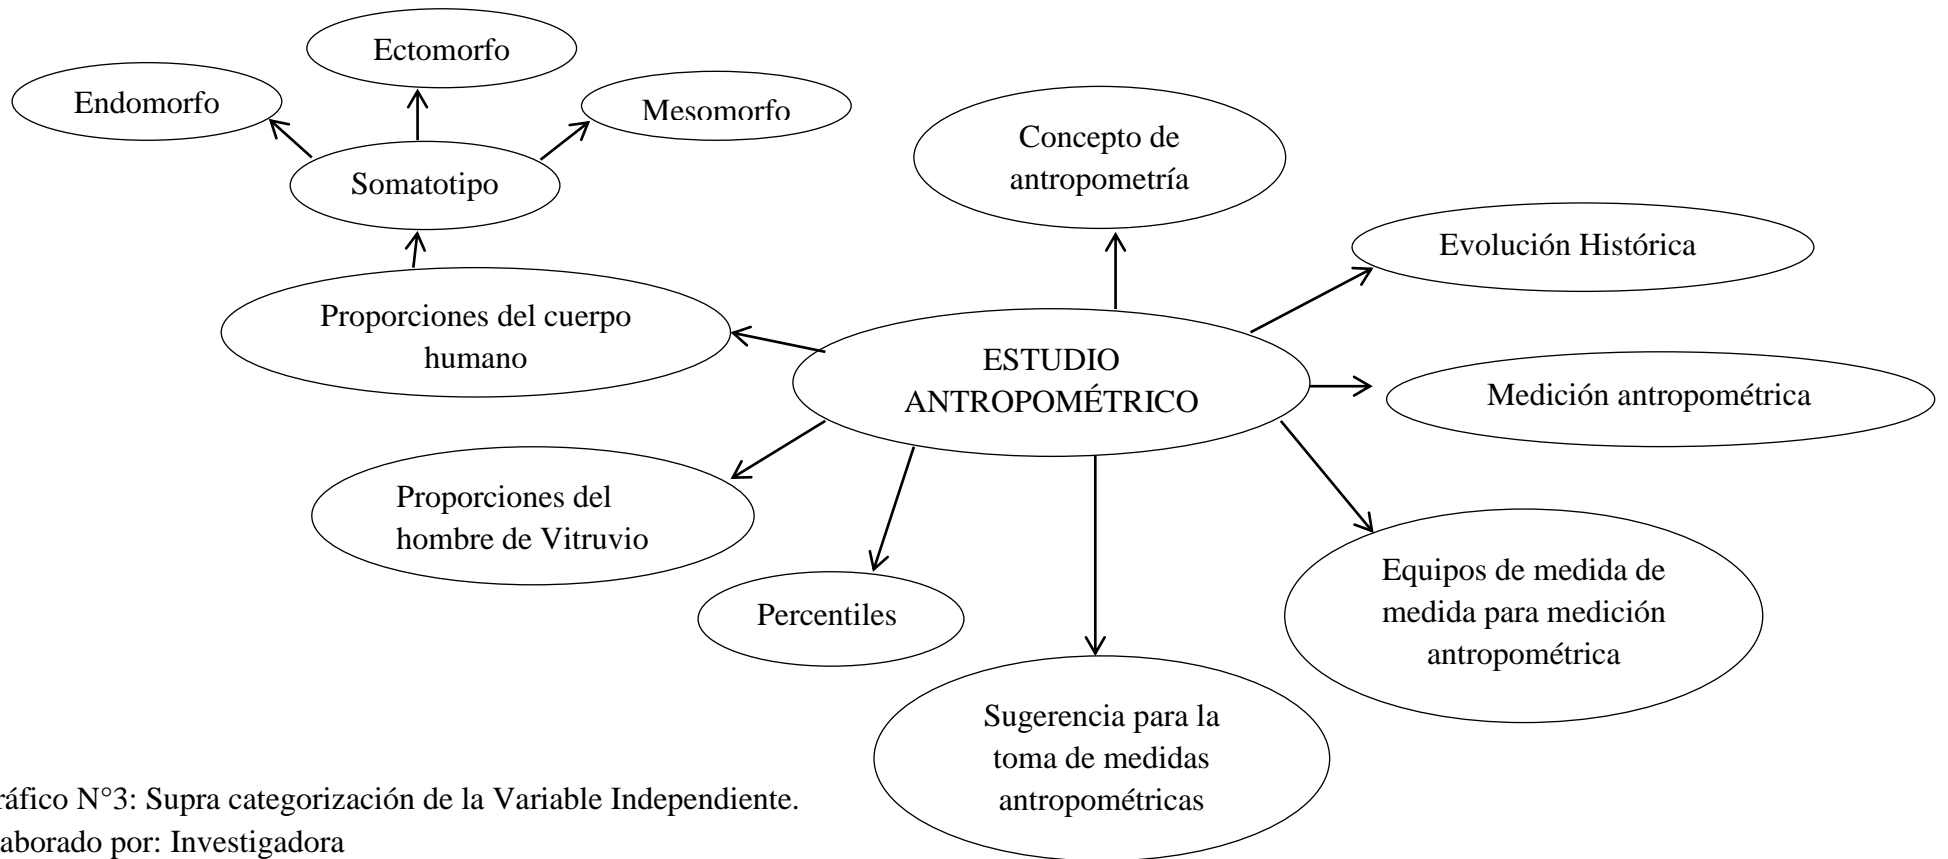 Ectomorfo
Endomorfo
Mesomorfo
Somatotipo
Concepto de
antropometría
Evolución Histórica
Proporciones del cuerpo
humano
ESTUDIO
ANTROPOMÉTRICO
Medición antropométrica
Proporciones del
hombre de Vitruvio
Percentiles
Equipos de medida de
medida para medición
antropométrica
Sugerencia para la
toma de medidas
antropométricas
ráfico N°3: Supra categorización de la Variable Independiente.
aborado por: Investigadora